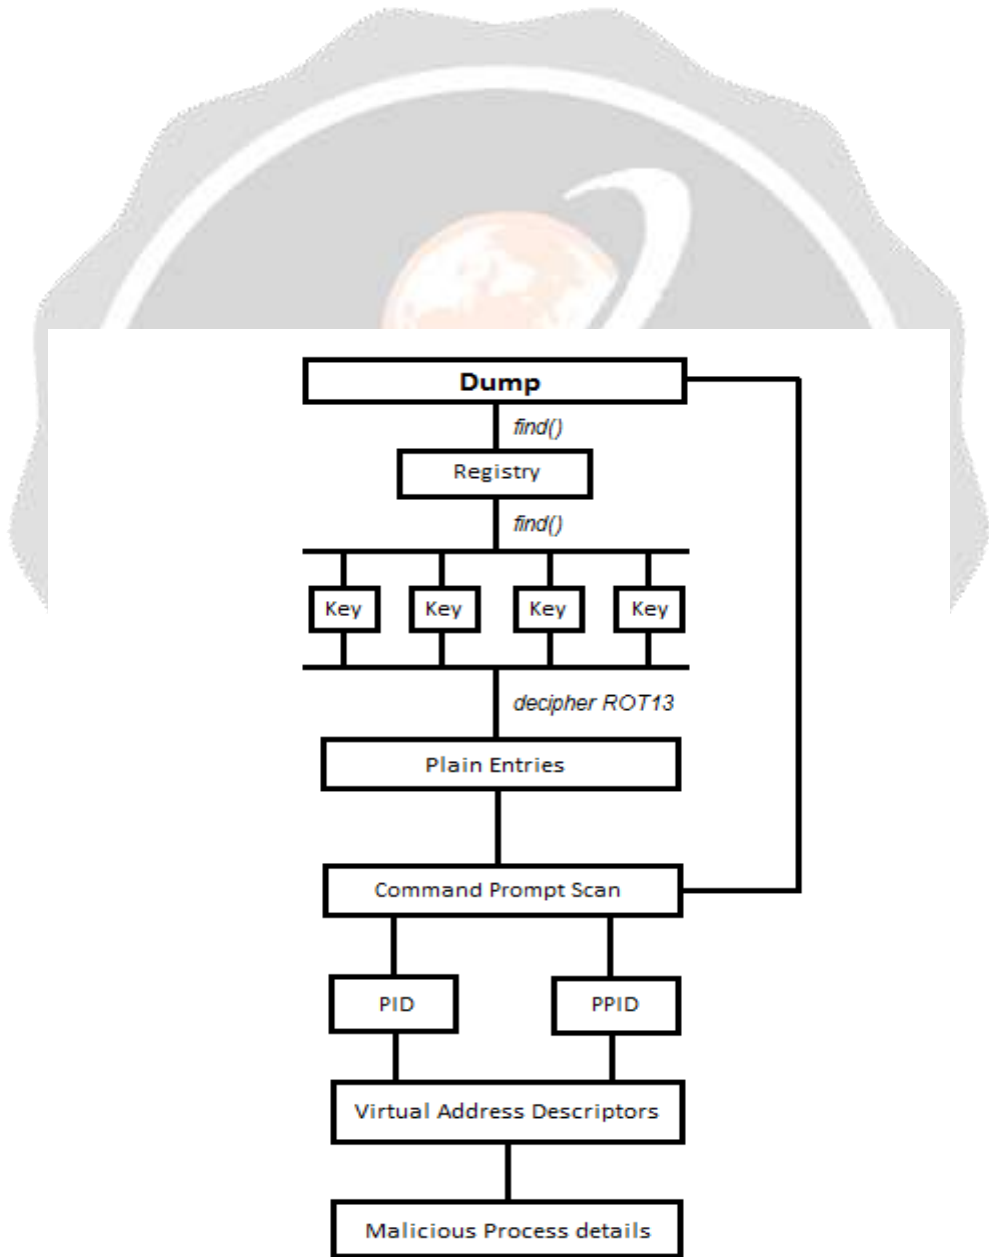 Dump
find()
Registry
find()
Key Key Key Key
decipher ROT13
Plain Entries
Command Prompt Scan
PID PPID
Virtual Address Descriptors
Malicious Process details